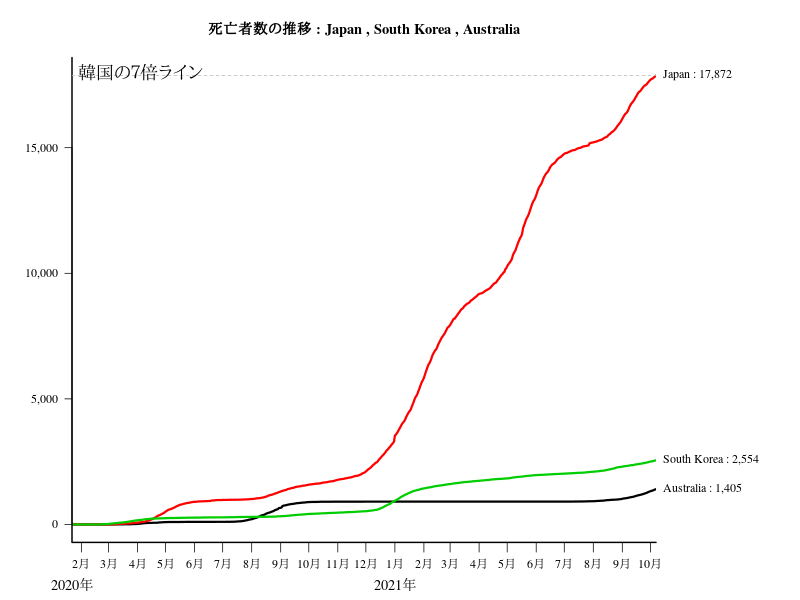 死亡者数の推移 : Japan , South Korea , Australia
韓国の7倍ライン
Japan : 17,872
15,000
10,000
5,000
South Korea : 2,554
Australia : 1,405
0
2月 3月 4月 5月 6月 7月 8月 9月 10月 11月 12月 1月 2月 3月 4月 5月 6月 7月 8月 9月 10月
2020年 2021年